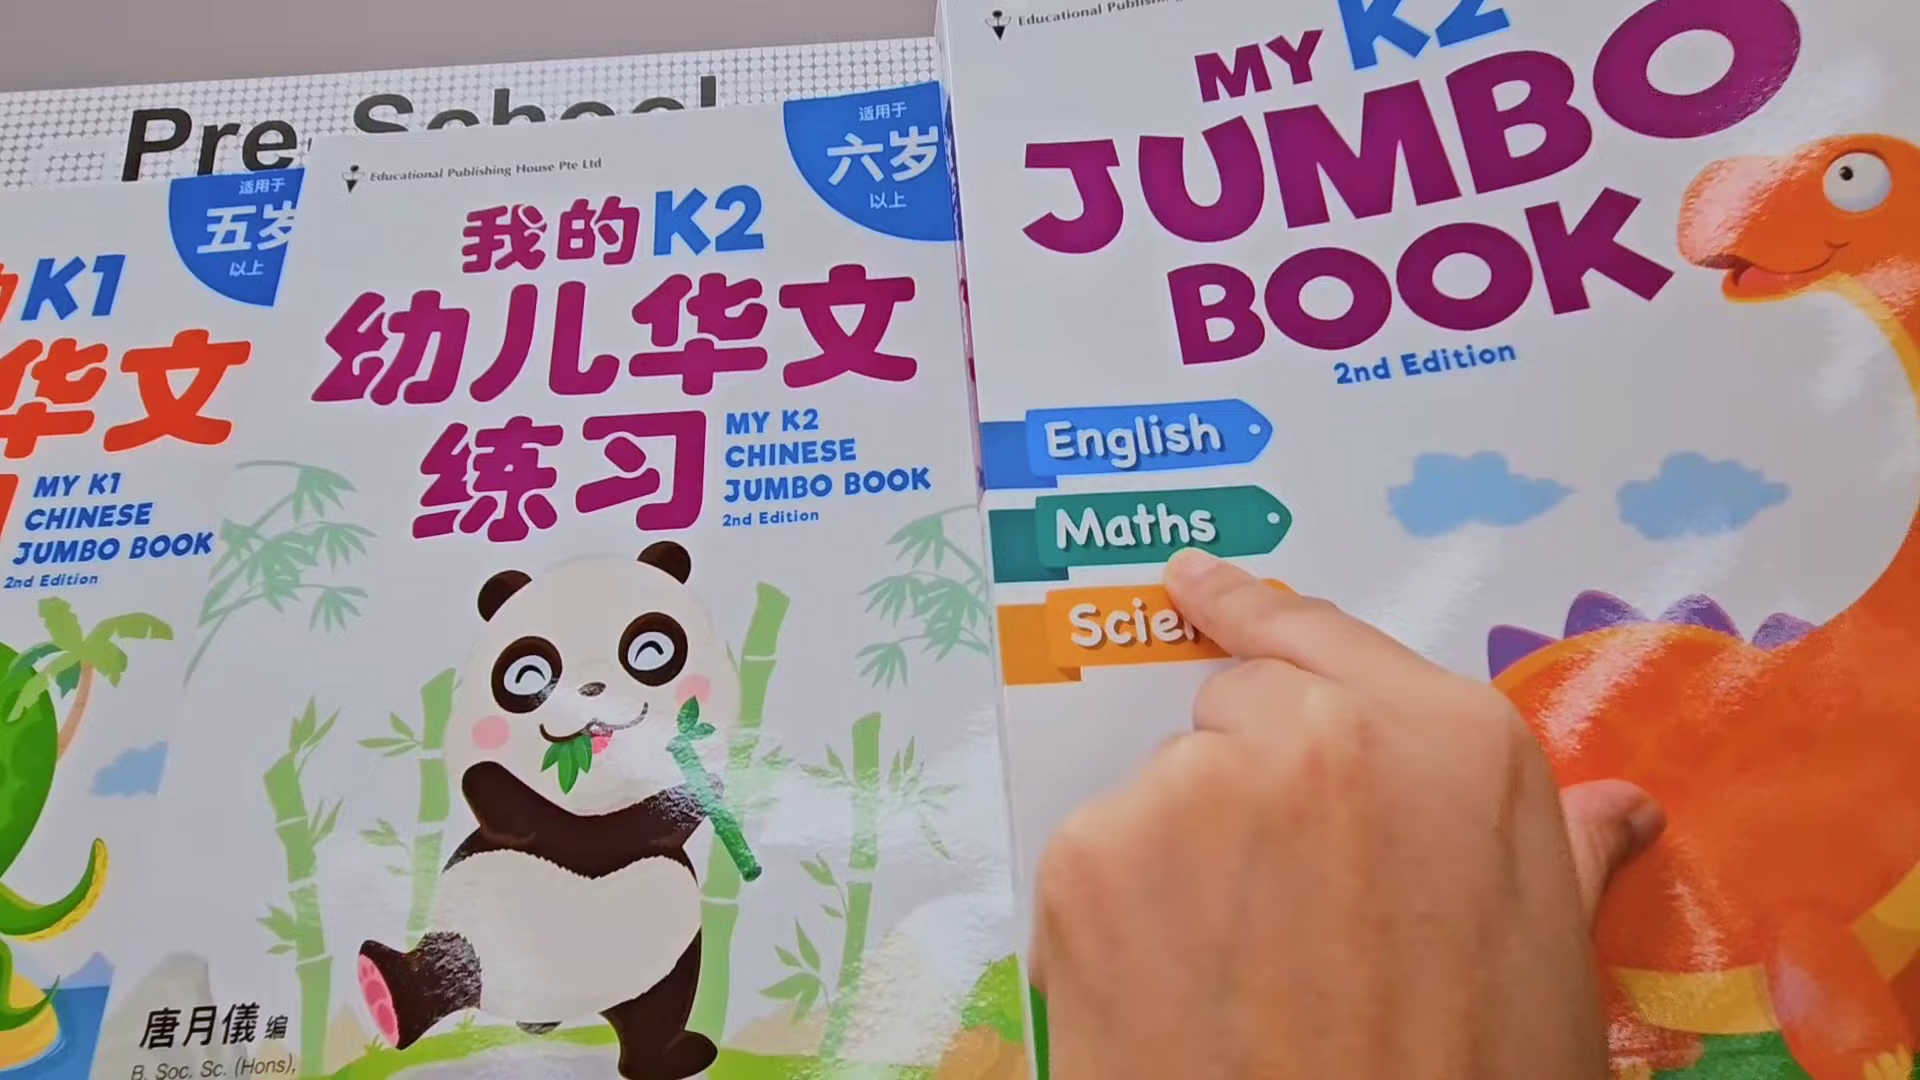 Pre-School
适用于
五岁
以上
K1
华文
MY K1
CHINESE
JUMBO BOOK
2nd Edition
唐月儀 编
B. Soc. Sc. (Hons),
Educational Publishing House Pte Ltd
适用于
六岁
以上
我的K2
幼儿华文
练习
MY K2
CHINESE
JUMBO BOOK
2nd Edition
Educational
MY K2
JUMBO
BOOK
2nd Edition
English
Maths
Scie